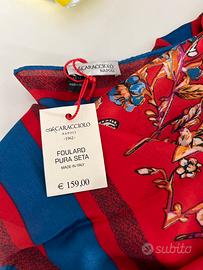 CARACCIOLO
NAPOLI
CARACCIOLO
NAPOLI
1962
FOULARD
PURA SETA
MADE IN ITALY
€ 159,00
subito